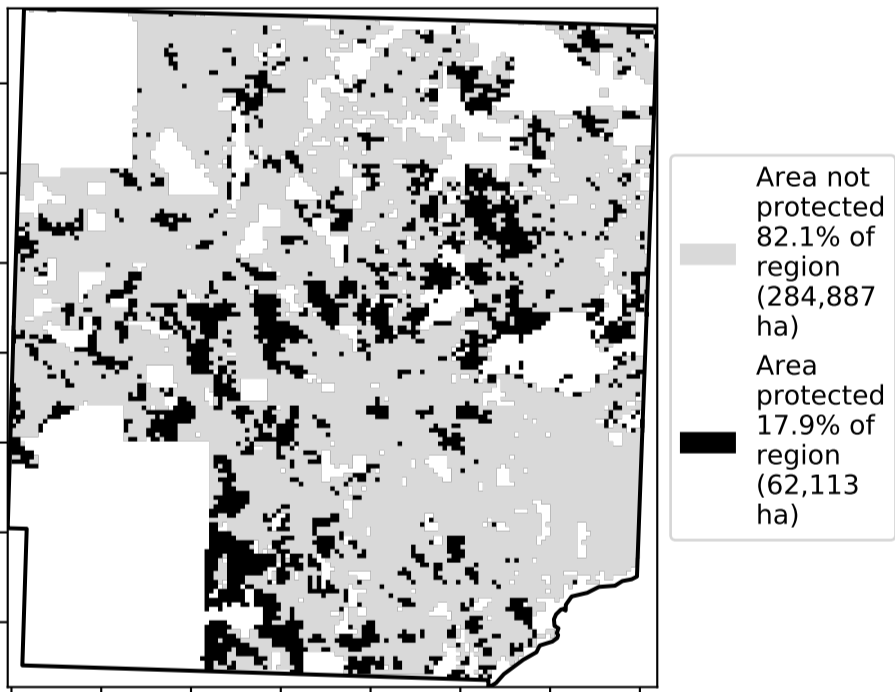 Area not
protected
82.1% of
region
(284,887
ha)
Area
protected
17.9% of
region
(62,113
ha)